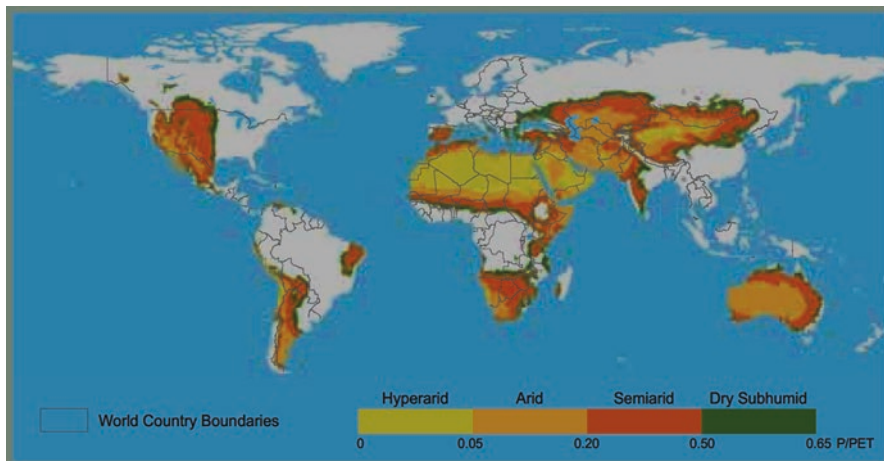 Hyperarid Arid Semiarid Dry Subhumid
World Country Boundaries
0 0.05 0.20 0.50 0.65 P/PET